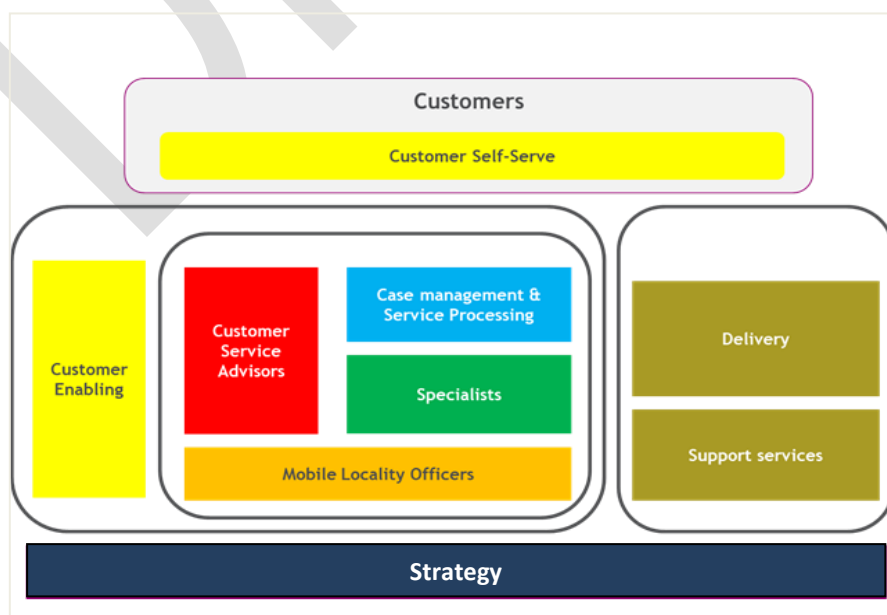 Customers
Customer Self-Serve
Customer
Enabling
Customer
Service
Advisors
Case management &
Service Processing
Specialists
Mobile Locality Officers
Delivery
Support services
Strategy